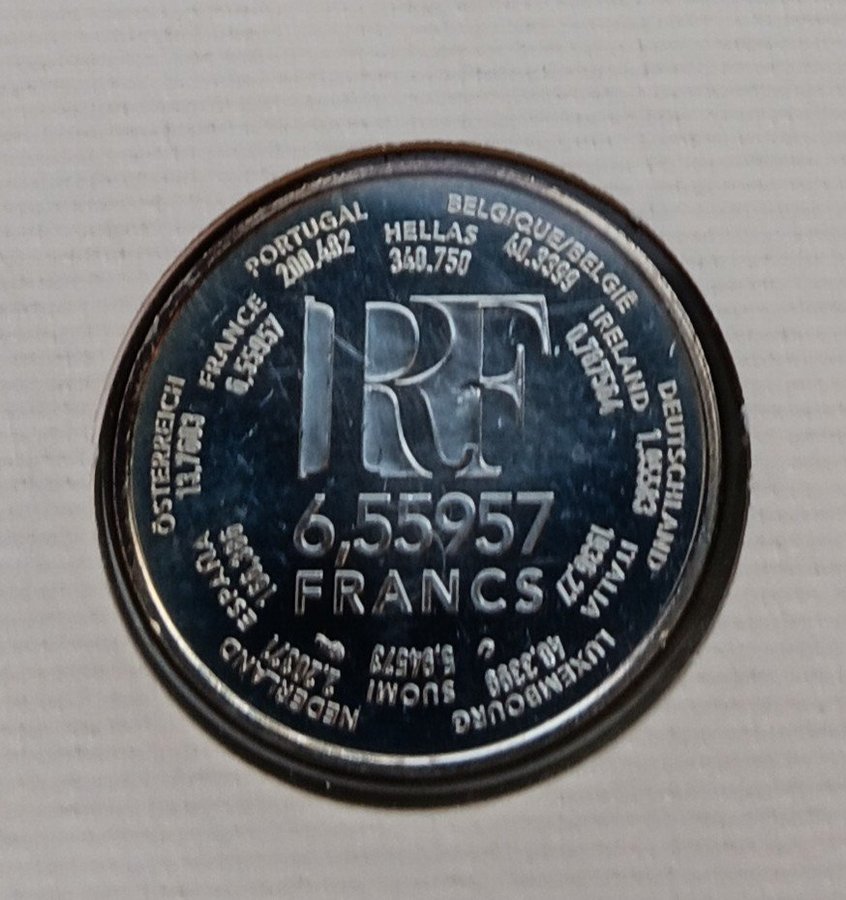 HELLAS
340.750
BELGIQUE/BELGIË
40.3399
IRELAND
0.787564
DEUTSCHLAND
1.95583
ITALIA
1936.27
LUXEMBOURG
40.3399
SUOMI
5.94573
NEDERLAND
2.20371
ESPAÑA
166.386
ÖSTERREICH
13.7603
FRANCE
6.55957
PORTUGAL
200.482
RF
6,55957
FRANCS